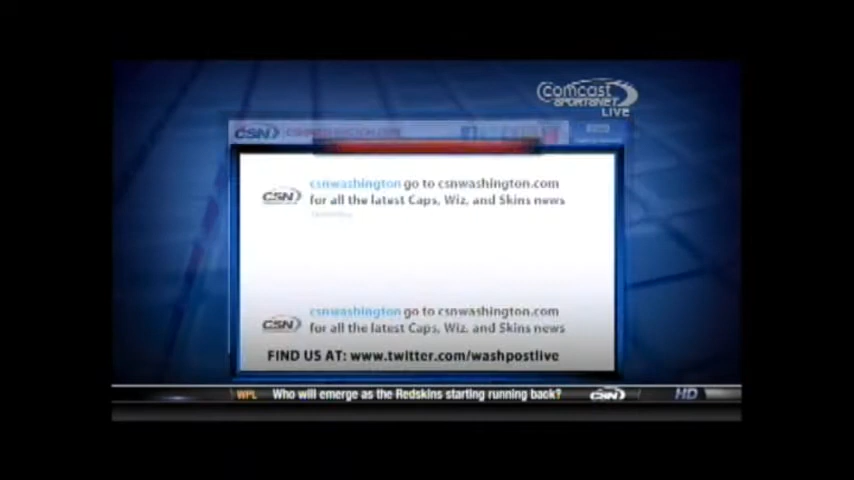 comcast
SPORTSNET
LIVE
CSN
CSN
csnwashington go to csnwashington.com
for all the latest Caps, Wiz, and Skins news
CSN
csnwashington go to csnwashington.com
for all the latest Caps, Wiz, and Skins news
FIND US AT: www.twitter.com/washpostlive
WPL Who will emerge as the Redskins starting running back? CSN HD